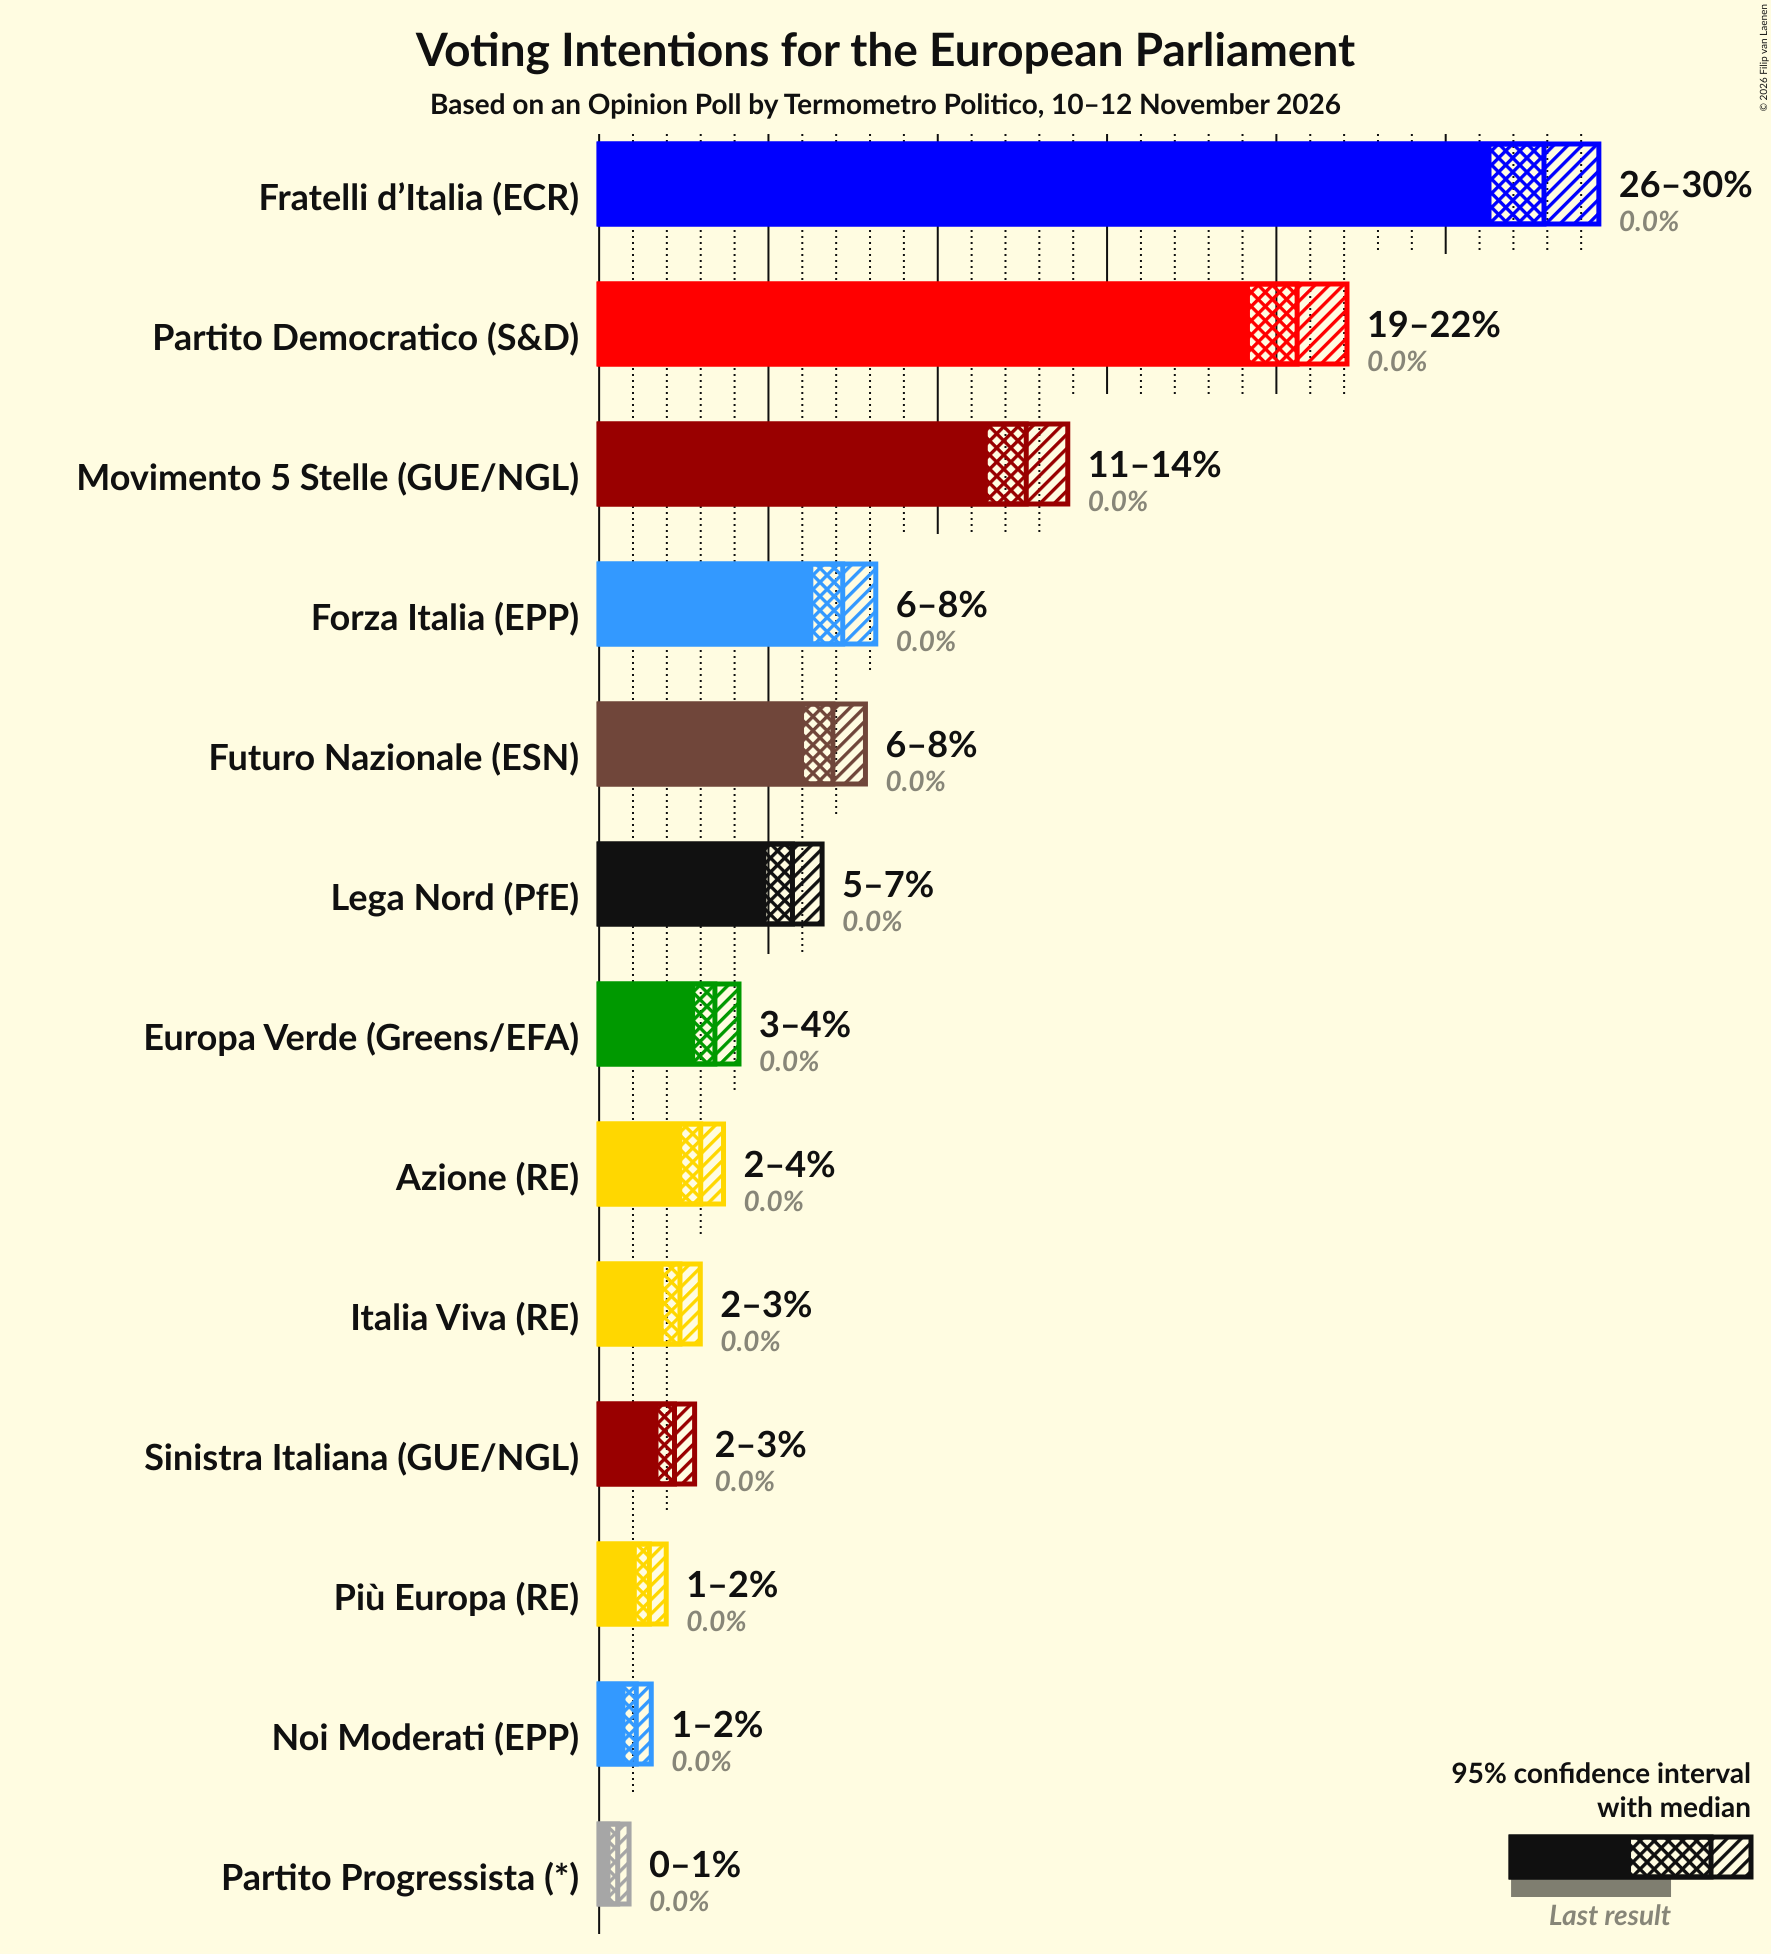 Voting Intentions for the European Parliament
Based on an Opinion Poll by Termometro Politico, 10–12 November 2026
© 2026 Filip van Laenen
Fratelli d’Italia (ECR)
26–30%
0.0%
Partito Democratico (S&D)
19–22%
0.0%
Movimento 5 Stelle (GUE/NGL)
11–14%
0.0%
Forza Italia (EPP)
6–8%
0.0%
Futuro Nazionale (ESN)
6–8%
0.0%
Lega Nord (PfE)
5–7%
0.0%
Europa Verde (Greens/EFA)
3–4%
0.0%
Azione (RE)
2–4%
0.0%
Italia Viva (RE)
2–3%
0.0%
Sinistra Italiana (GUE/NGL)
2–3%
0.0%
Più Europa (RE)
1–2%
0.0%
Noi Moderati (EPP)
1–2%
0.0%
Partito Progressista (*)
0–1%
0.0%
95% confidence interval
with median
Last result